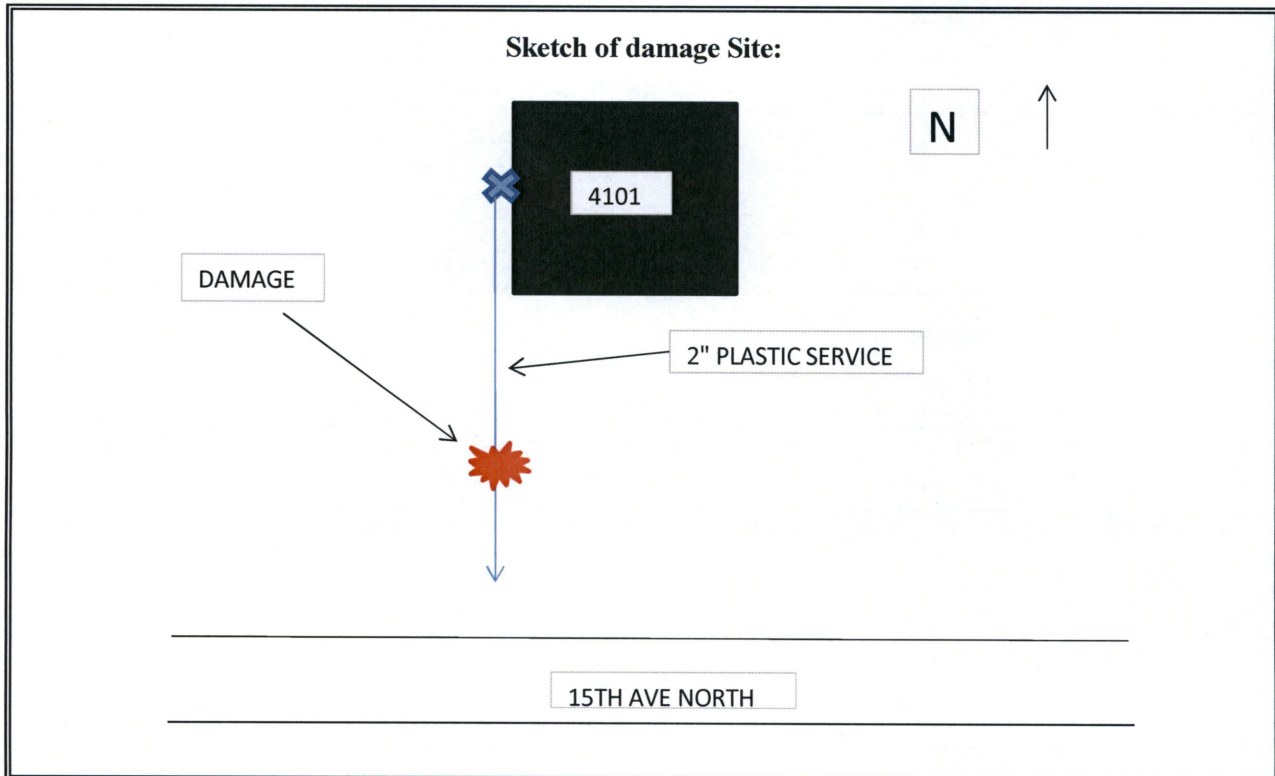 Sketch of damage Site:
N
4101
DAMAGE
2" PLASTIC SERVICE
15TH AVE NORTH